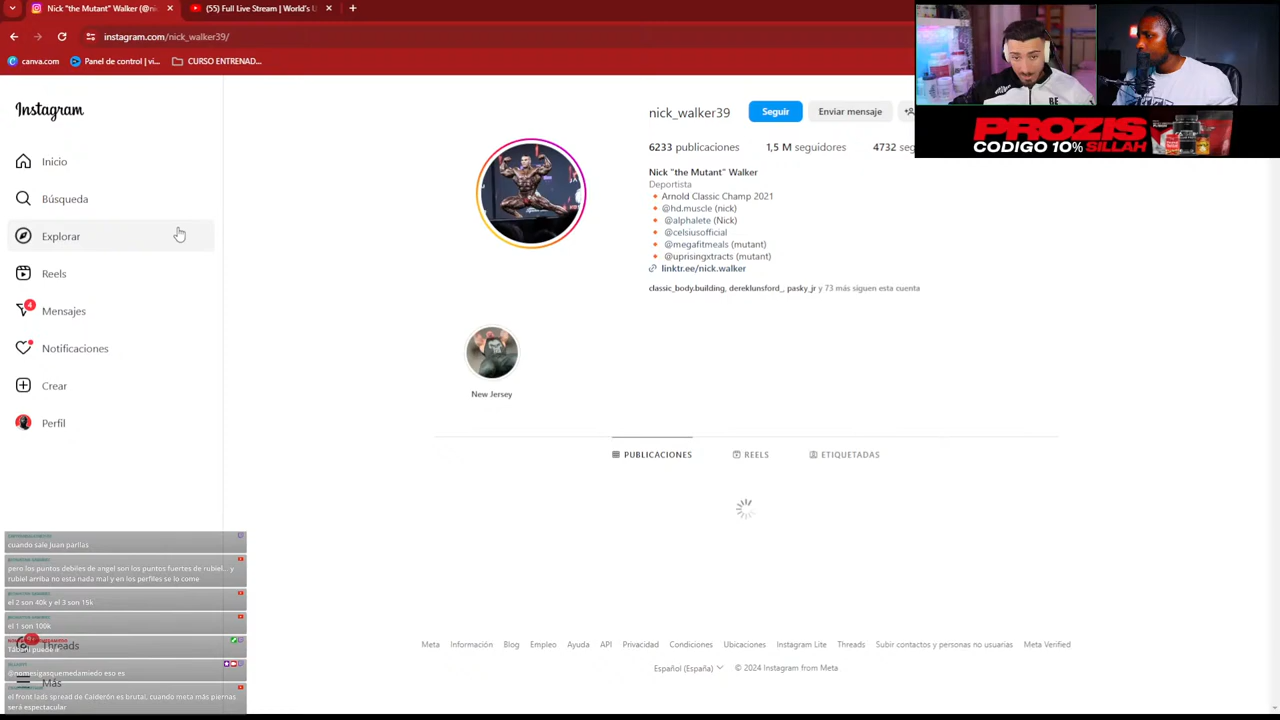 Nick "the Mutant" Walker (@ni
(55) Full Live Stream | World's U
instagram.com/nick_walker39/
canva.com
Panel de control | vi...
CURSO ENTRENAD...
PROZIS
CODIGO 10% SILLAH
Instagram
Inicio
Búsqueda
Explorar
Reels
4
Mensajes
Notificaciones
Crear
Perfil
Threads
Más
nick_walker39
Seguir
Enviar mensaje
6233 publicaciones
1,5 M seguidores
4732 seg
Nick "the Mutant" Walker
Deportista
Arnold Classic Champ 2021
@hd.muscle (nick)
@alphalete (Nick)
@celsiusofficial
@megafitmeals (mutant)
@uprisingxtracts (mutant)
linktr.ee/nick.walker
classic_body.building, dereklunsford_, pasky_jr y 73 más siguen esta cuenta
New Jersey
PUBLICACIONES
REELS
ETIQUETADAS
cuando sale juan parllas
pero los puntos debiles de angel son los puntos fuertes de rubiel... y
rubiel arriba no esta nada mal y en los perfiles se lo come
el 2 son 40k y el 3 son 15k
el 1 son 100k
@nomesigasquemedamiedo eso es
el front lads spread de Calderón es brutal, cuando meta más piernas
será espectacular
Meta
Información
Blog
Empleo
Ayuda
API
Privacidad
Condiciones
Ubicaciones
Instagram Lite
Threads
Subir contactos y personas no usuarias
Meta Verified
Español (España)
© 2024 Instagram from Meta